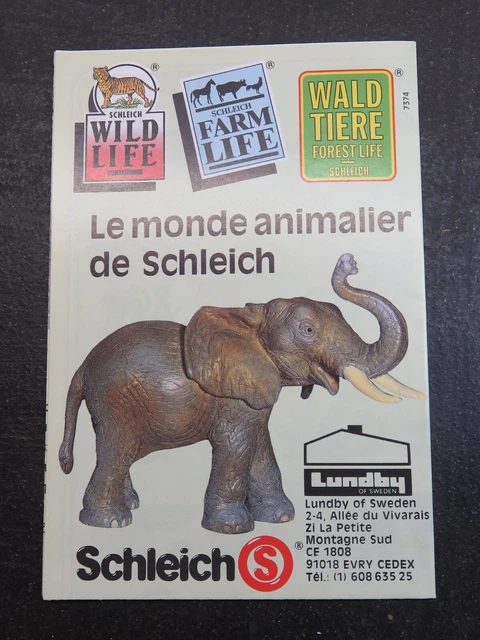 SCHLEICH
WILD
LIFE
®
SCHLEICH
FARM
LIFE
®
WALD
TIERE
FOREST LIFE
SCHLEICH
®
7374
Le monde animalier
de Schleich
Lundby
OF SWEDEN
Lundby of Sweden
2-4, Allée du Vivarais
Zi La Petite
Montagne Sud
CE 1808
91018 EVRY CEDEX
Tél.: (1) 608 635 25
Schleich S ®